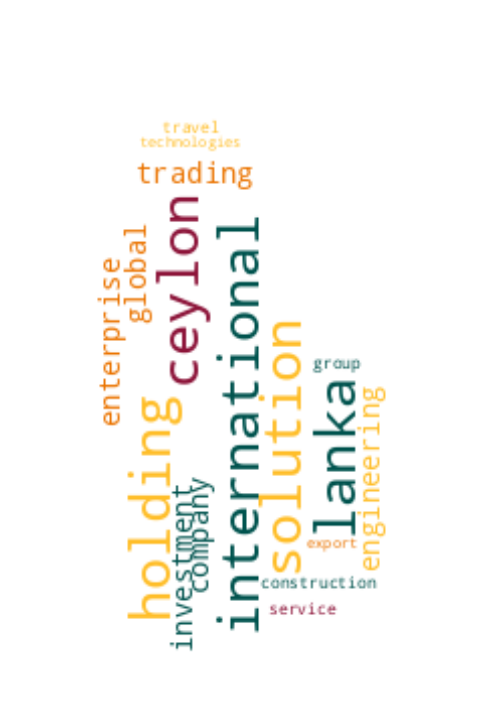 travel
technologies
trading
ceylon
international
global
enterprise
solution
group
lanka
engineering
holding
company
investment
export
construction
service